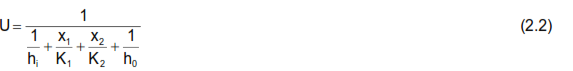 U = 1 / (1/hᵢ + x₁/K₁ + x₂/K₂ + 1/h₀) (2.2)